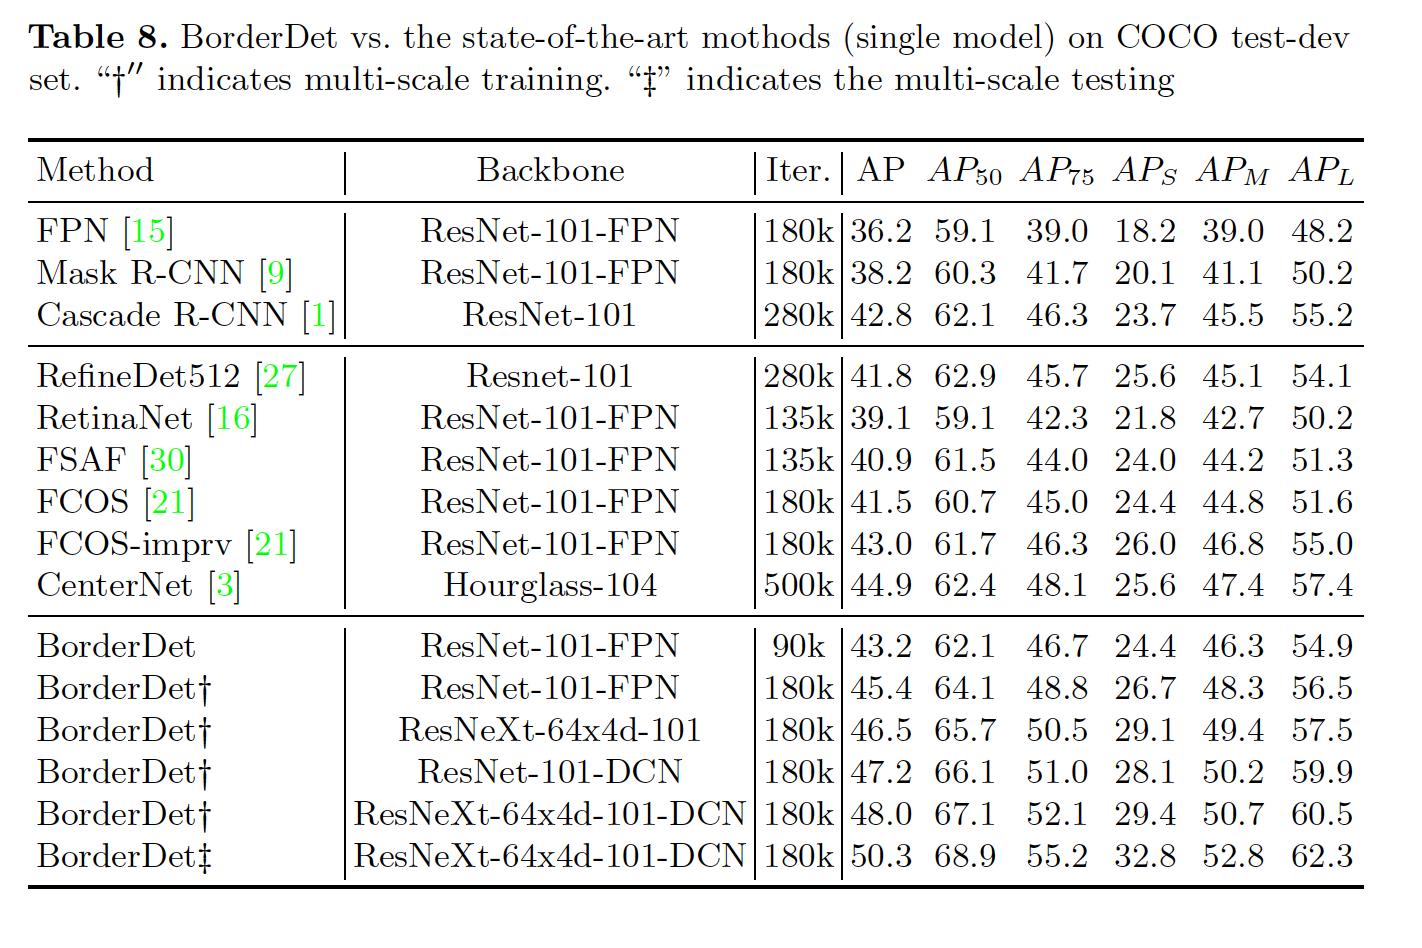 Table 8. BorderDet vs. the state-of-the-art mothods (single model) on COCO test-dev
set. “†″ indicates multi-scale training. “‡” indicates the multi-scale testing
Method Backbone Iter. AP AP50 AP75 APS APM APL
FPN [15] ResNet-101-FPN 180k 36.2 59.1 39.0 18.2 39.0 48.2
Mask R-CNN [9] ResNet-101-FPN 180k 38.2 60.3 41.7 20.1 41.1 50.2
Cascade R-CNN [1] ResNet-101 280k 42.8 62.1 46.3 23.7 45.5 55.2
RefineDet512 [27] Resnet-101 280k 41.8 62.9 45.7 25.6 45.1 54.1
RetinaNet [16] ResNet-101-FPN 135k 39.1 59.1 42.3 21.8 42.7 50.2
FSAF [30] ResNet-101-FPN 135k 40.9 61.5 44.0 24.0 44.2 51.3
FCOS [21] ResNet-101-FPN 180k 41.5 60.7 45.0 24.4 44.8 51.6
FCOS-imprv [21] ResNet-101-FPN 180k 43.0 61.7 46.3 26.0 46.8 55.0
CenterNet [3] Hourglass-104 500k 44.9 62.4 48.1 25.6 47.4 57.4
BorderDet ResNet-101-FPN 90k 43.2 62.1 46.7 24.4 46.3 54.9
BorderDet† ResNet-101-FPN 180k 45.4 64.1 48.8 26.7 48.3 56.5
BorderDet† ResNeXt-64x4d-101 180k 46.5 65.7 50.5 29.1 49.4 57.5
BorderDet† ResNet-101-DCN 180k 47.2 66.1 51.0 28.1 50.2 59.9
BorderDet† ResNeXt-64x4d-101-DCN 180k 48.0 67.1 52.1 29.4 50.7 60.5
BorderDet‡ ResNeXt-64x4d-101-DCN 180k 50.3 68.9 55.2 32.8 52.8 62.3